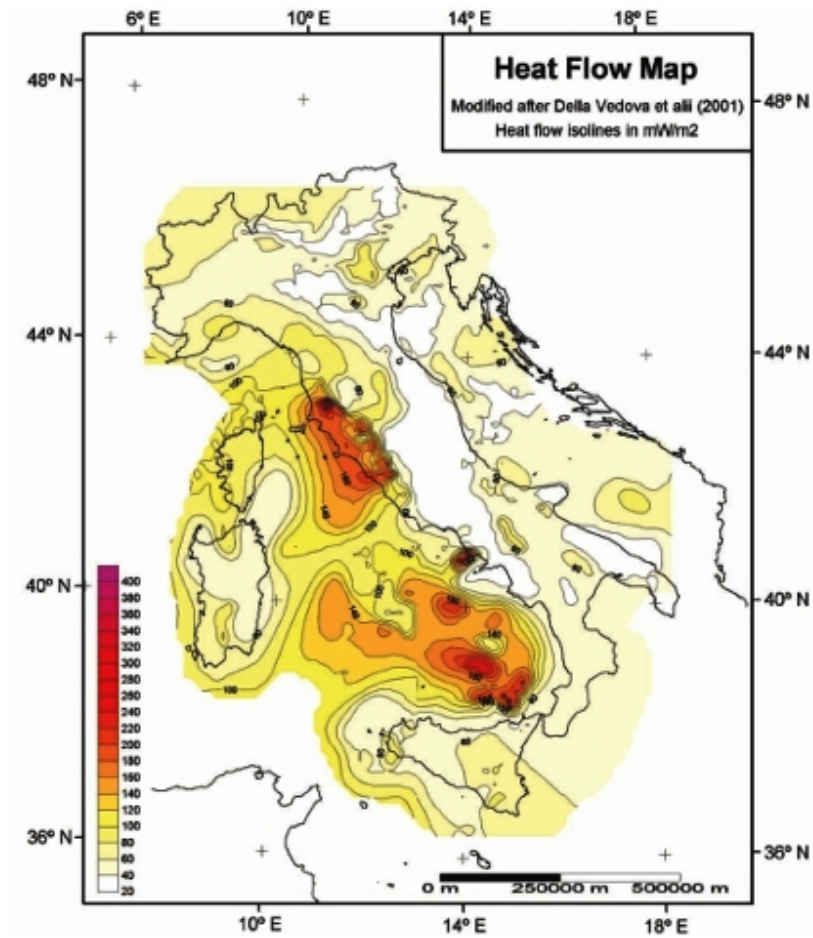 6º E 10º E 14º E 18º E
Heat Flow Map
Modified after Della Vedova et alii (2001)
Heat flow isolines in mW/m2
48º N 48º N
44º N 44º N
40º N 40º N
36º N 36º N
400
380
360
340
320
300
280
260
240
220
200
180
160
140
120
100
80
60
40
20
0 m 250000 m 500000 m
10º E 14º E 18º E